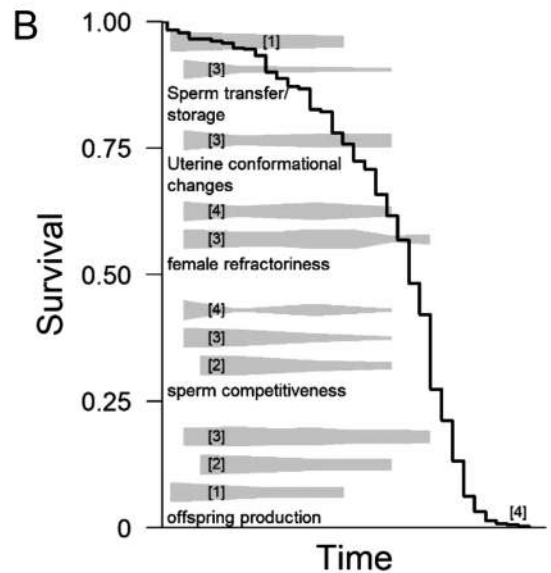 B
1.00
[1]
[3]
Sperm transfer/
storage
0.75
[3]
Uterine conformational
changes
[4]
[3]
female refractoriness
0.50
Survival
[4]
[3]
[2]
sperm competitiveness
0.25
[3]
[2]
[1]
[4]
offspring production
0
Time